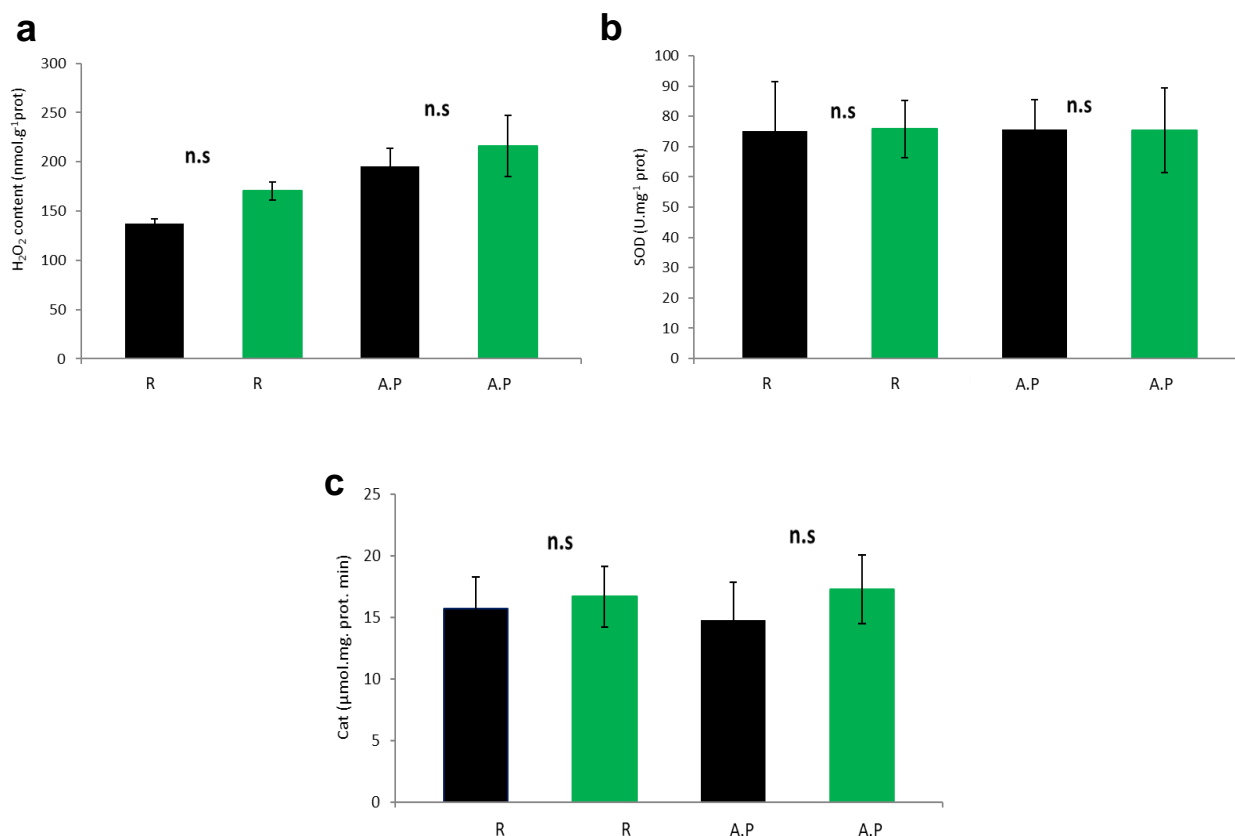 a
H₂O₂ content (nmol.g⁻¹prot)
300
250
200
150
100
50
0
n.s
n.s
R
R
A.P
A.P
b
SOD (U.mg⁻¹ prot)
100
90
80
70
60
50
40
30
20
10
0
n.s
n.s
R
R
A.P
A.P
c
Cat (µmol.mg. prot. min)
25
20
15
10
5
0
n.s
n.s
R
R
A.P
A.P